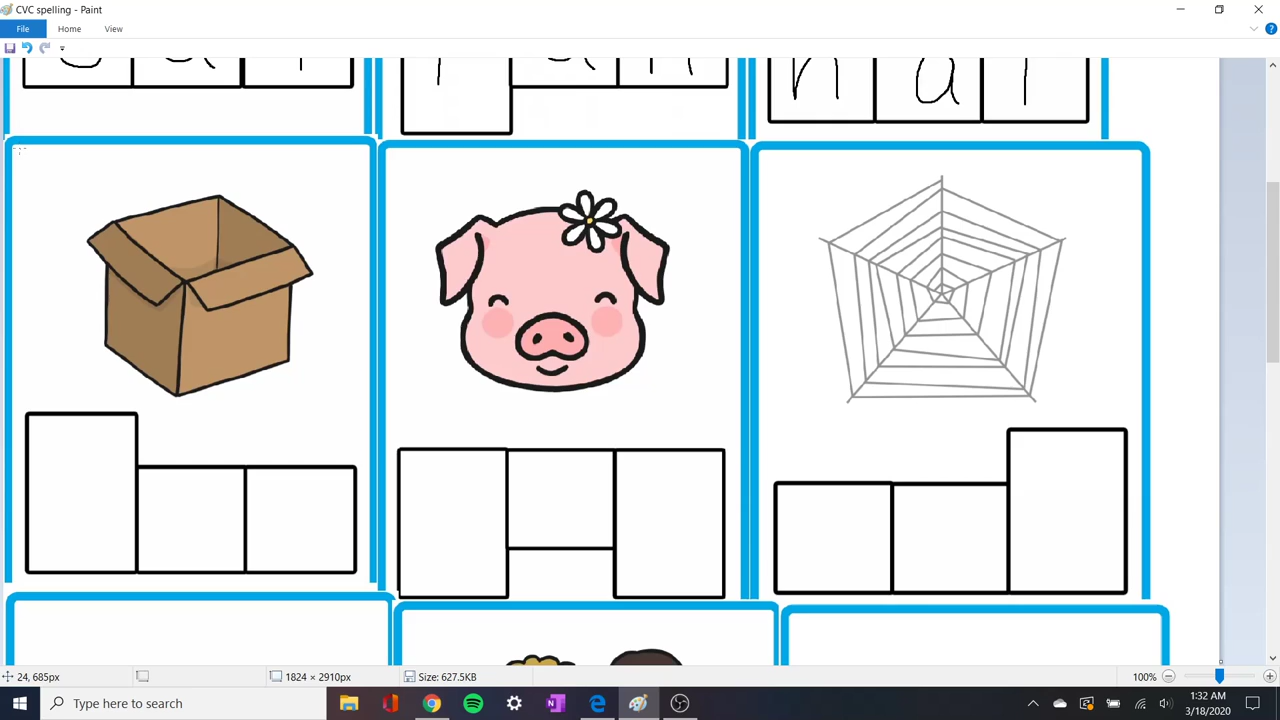 CVC spelling - Paint
File Home View
h a t
24, 685px 1824 × 2910px Size: 627.5KB 100%
Type here to search
1:32 AM
3/18/2020